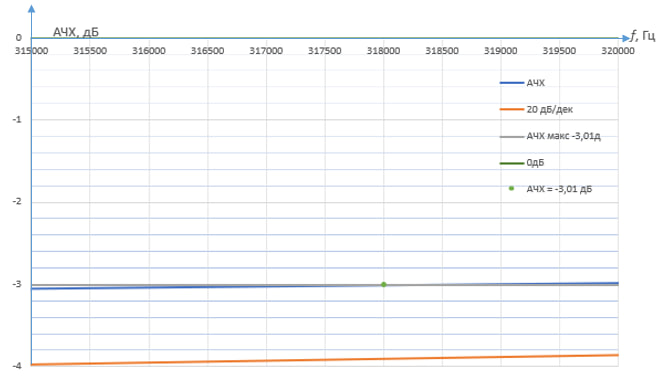 АЧХ, дБ
f, Гц
0
315000 315500 316000 316500 317000 317500 318000 318500 319000 319500 320000
АЧХ
20 дБ/дек
-1
АЧХ макс -3,01д
0дБ
АЧХ = -3,01 дБ
-2
-3
-4